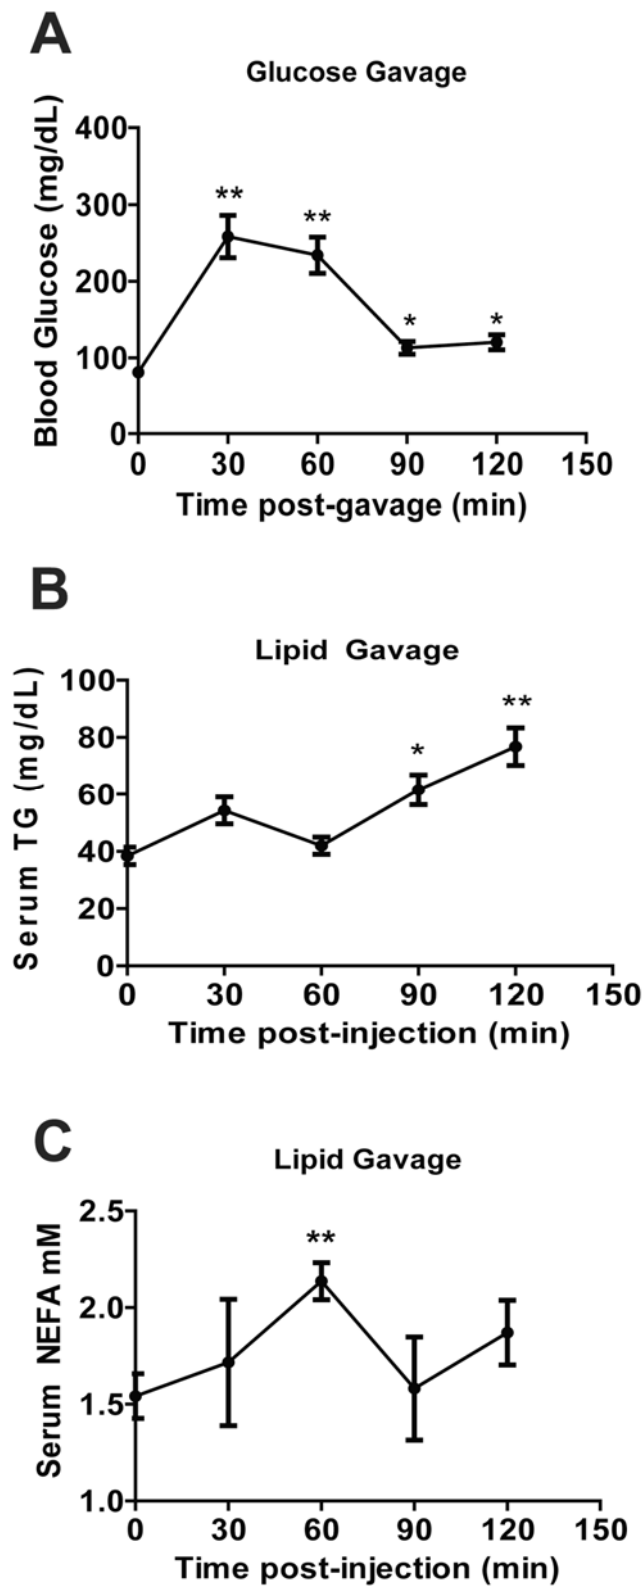 A
Glucose Gavage
Blood Glucose (mg/dL)
400
300
200
100
0
** ** * *
0 30 60 90 120 150
Time post-gavage (min)
B
Lipid Gavage
Serum TG (mg/dL)
100
80
60
40
20
0
* **
0 30 60 90 120 150
Time post-injection (min)
C
Lipid Gavage
Serum NEFA mM
2.5
2.0
1.5
1.0
**
0 30 60 90 120 150
Time post-injection (min)